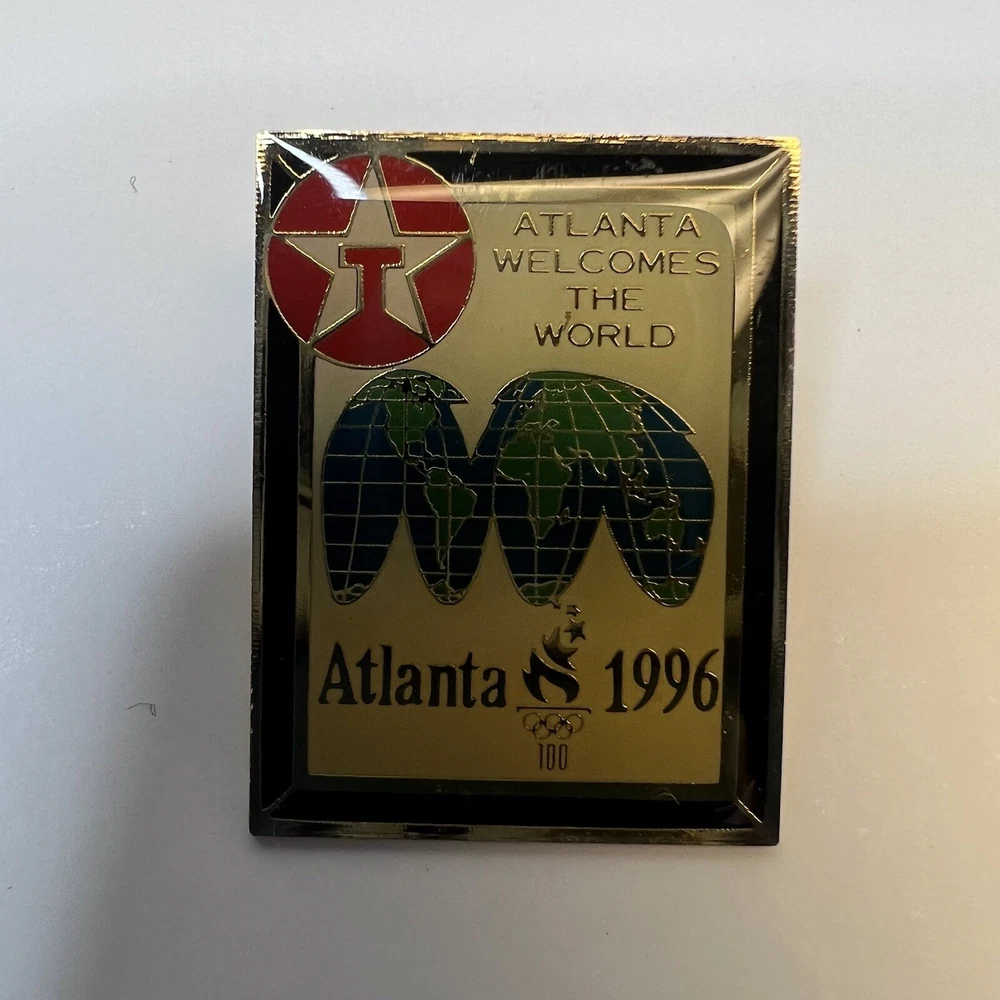 T
ATLANTA
WELCOMES
THE
WORLD
Atlanta 1996
100